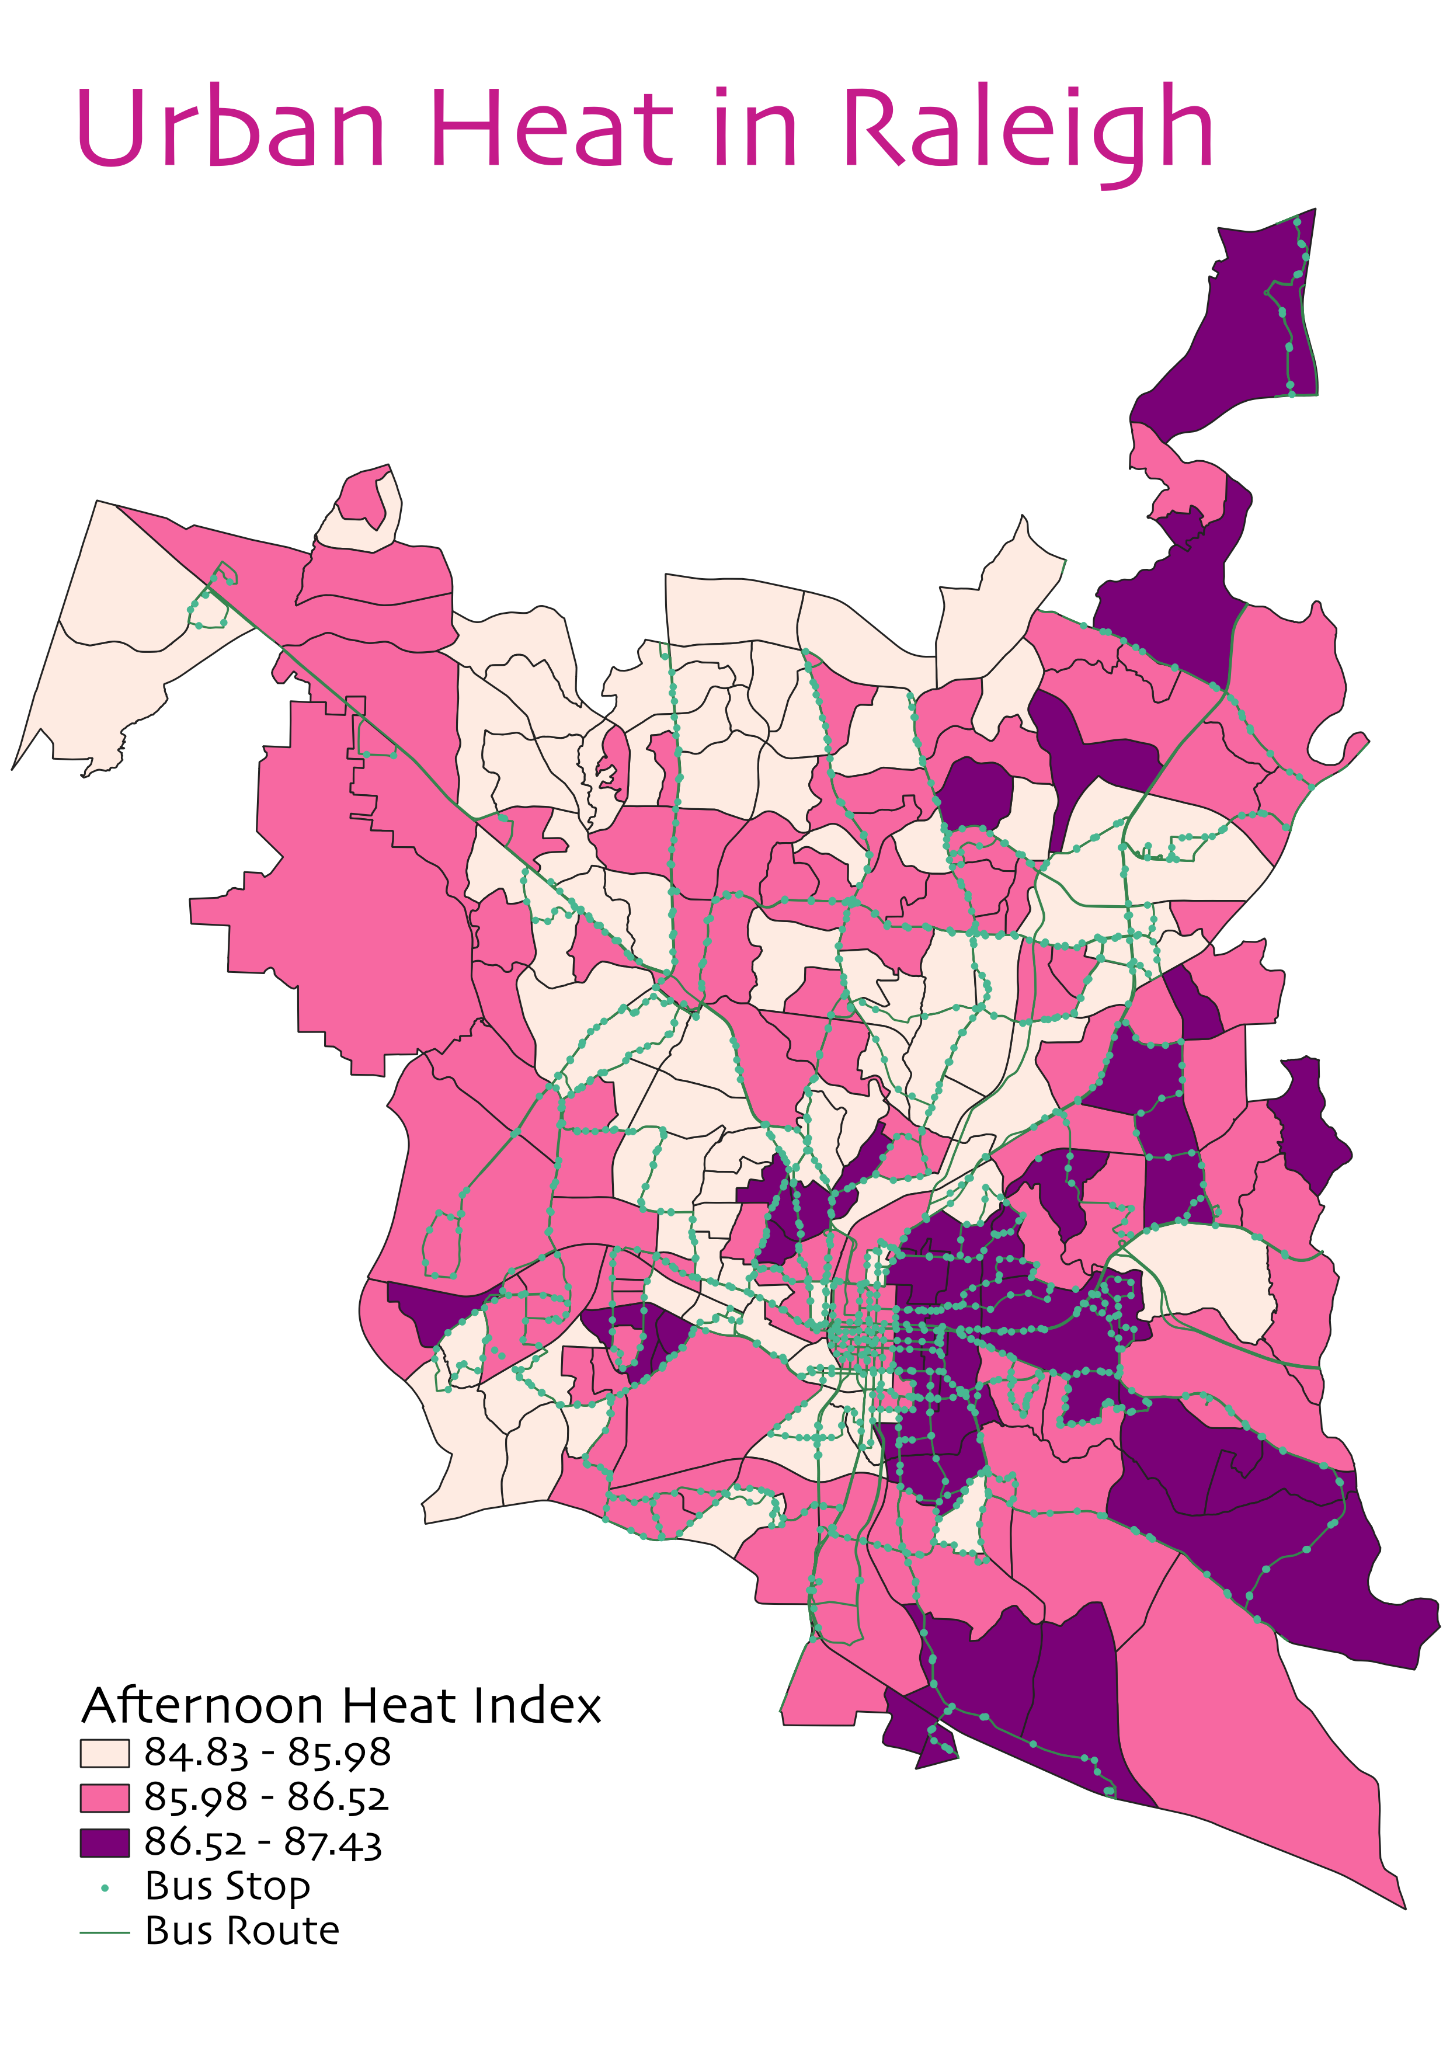 Urban Heat in Raleigh
Afternoon Heat Index
84.83 - 85.98
85.98 - 86.52
86.52 - 87.43
Bus Stop
Bus Route